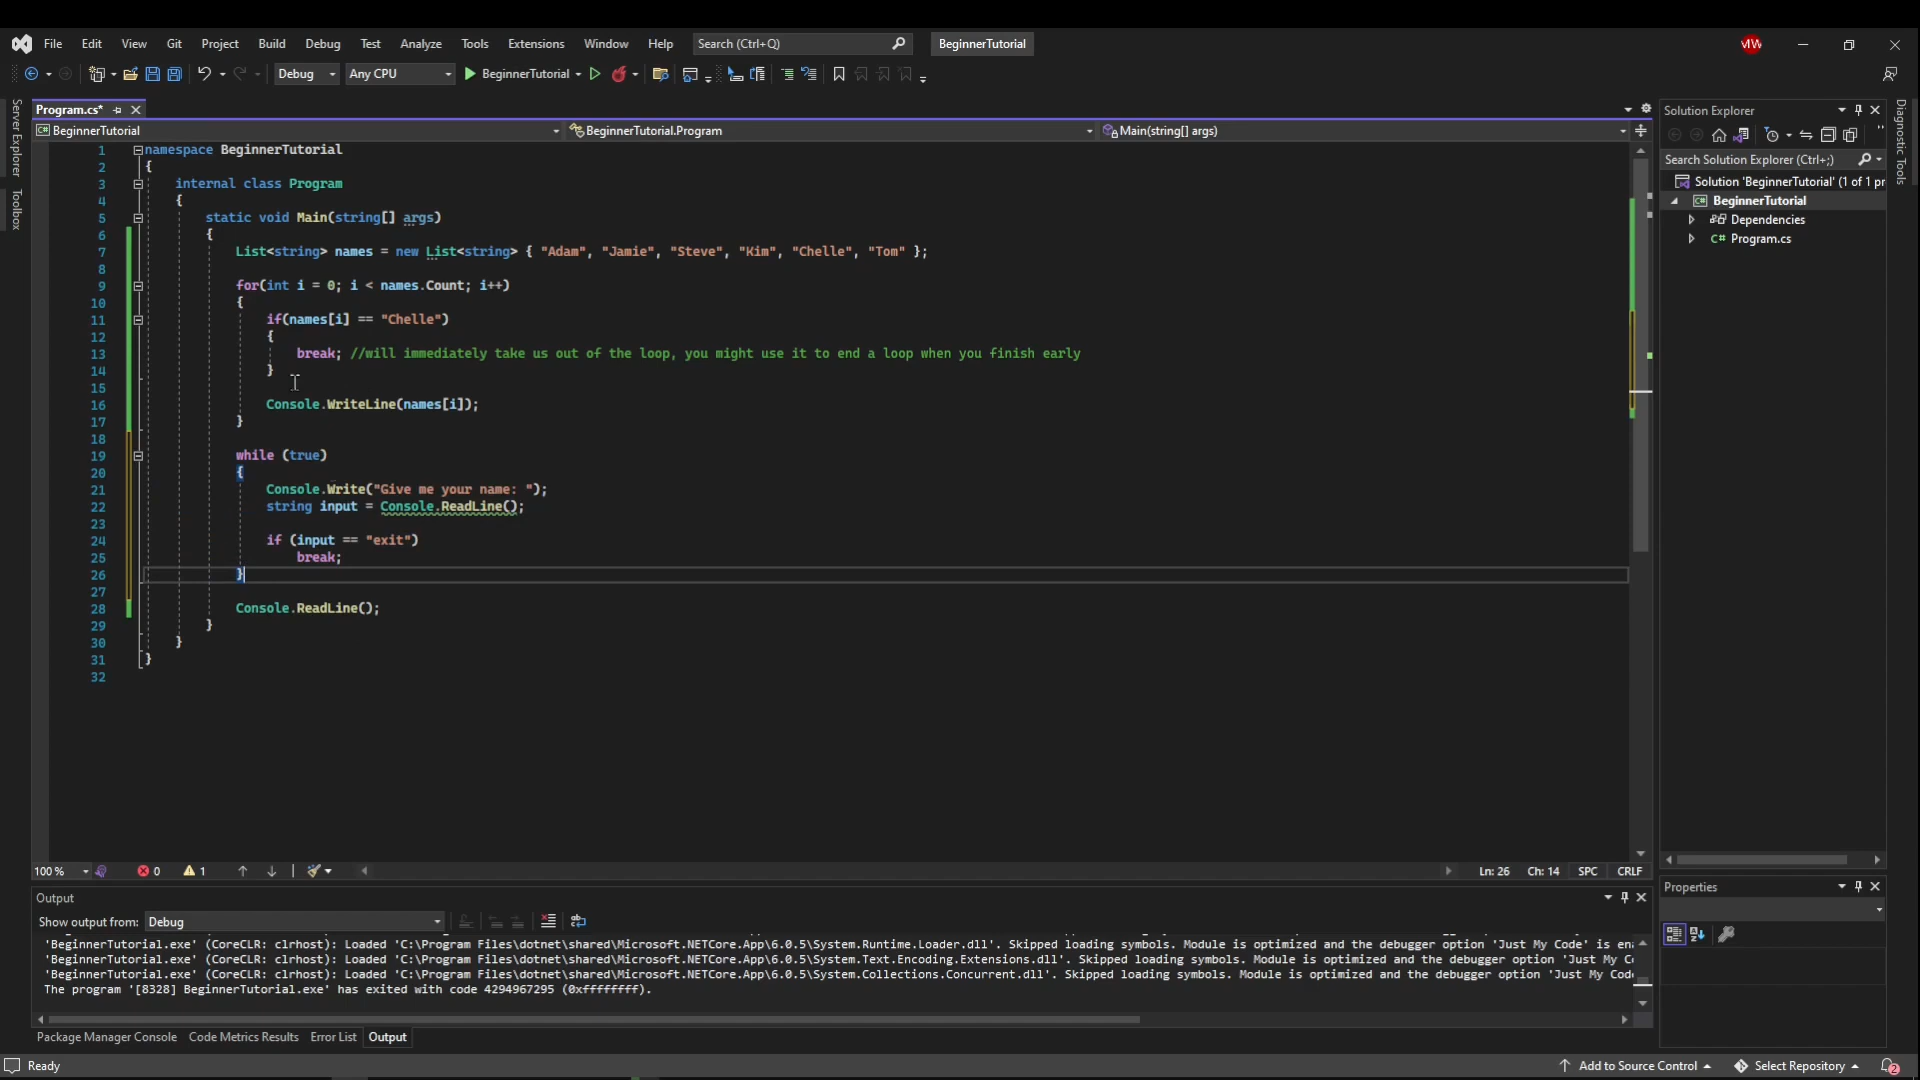 File Edit View Git Project Build Debug Test Analyze Tools Extensions Window Help Search (Ctrl+Q) BeginnerTutorial MW
Debug Any CPU BeginnerTutorial
Server Explorer
Toolbox
Program.cs*
BeginnerTutorial BeginnerTutorial.Program Main(string[] args)
1 namespace BeginnerTutorial
2 {
3 internal class Program
4 {
5 static void Main(string[] args)
6 {
7 List<string> names = new List<string> { "Adam", "Jamie", "Steve", "Kim", "Chelle", "Tom" };
8
9 for(int i = 0; i < names.Count; i++)
10 {
11 if(names[i] == "Chelle")
12 {
13 break; //will immediately take us out of the loop, you might use it to end a loop when you finish early
14 }
15
16 Console.WriteLine(names[i]);
17 }
18
19 while (true)
20 {
21 Console.Write("Give me your name: ");
22 string input = Console.ReadLine();
23
24 if (input == "exit")
25 break;
26 }
27
28 Console.ReadLine();
29 }
30 }
31 }
32
100 % 0 1 Ln: 26 Ch: 14 SPC CRLF
Output
Show output from: Debug
'BeginnerTutorial.exe' (CoreCLR: clrhost): Loaded 'C:\Program Files\dotnet\shared\Microsoft.NETCore.App\6.0.5\System.Runtime.Loader.dll'. Skipped loading symbols. Module is optimized and the debugger option 'Just My Code' is en
'BeginnerTutorial.exe' (CoreCLR: clrhost): Loaded 'C:\Program Files\dotnet\shared\Microsoft.NETCore.App\6.0.5\System.Text.Encoding.Extensions.dll'. Skipped loading symbols. Module is optimized and the debugger option 'Just My C
'BeginnerTutorial.exe' (CoreCLR: clrhost): Loaded 'C:\Program Files\dotnet\shared\Microsoft.NETCore.App\6.0.5\System.Collections.Concurrent.dll'. Skipped loading symbols. Module is optimized and the debugger option 'Just My Cod
The program '[8328] BeginnerTutorial.exe' has exited with code 4294967295 (0xffffffff).
Package Manager Console Code Metrics Results Error List Output
Solution Explorer
Search Solution Explorer (Ctrl+;)
Solution 'BeginnerTutorial' (1 of 1 pr
BeginnerTutorial
Dependencies
C# Program.cs
Properties
Diagnostic Tools
Ready Add to Source Control Select Repository 2